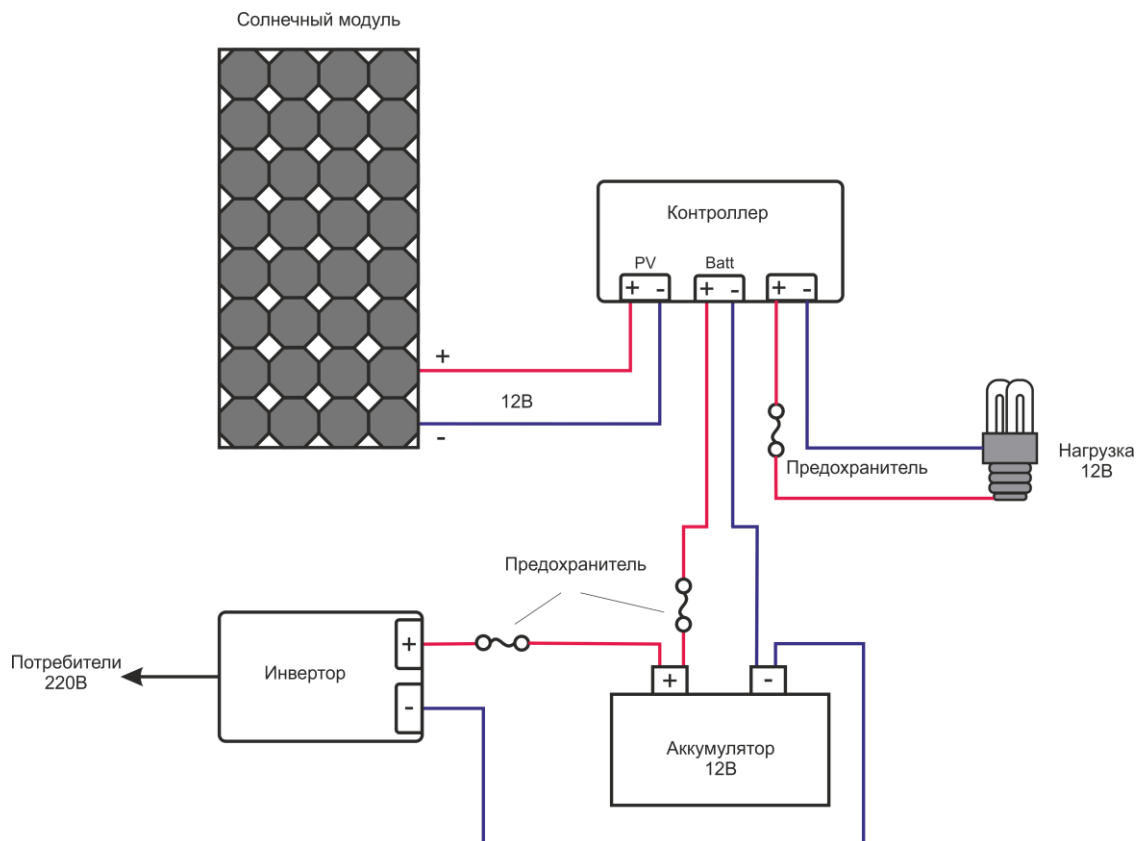 Солнечный модуль
Контроллер
PV
Batt
+ -
+ -
+ -
+
12В
-
Предохранитель
Нагрузка
12В
Предохранитель
Потребители
220В
Инвертор
+
-
+
-
Аккумулятор
12В